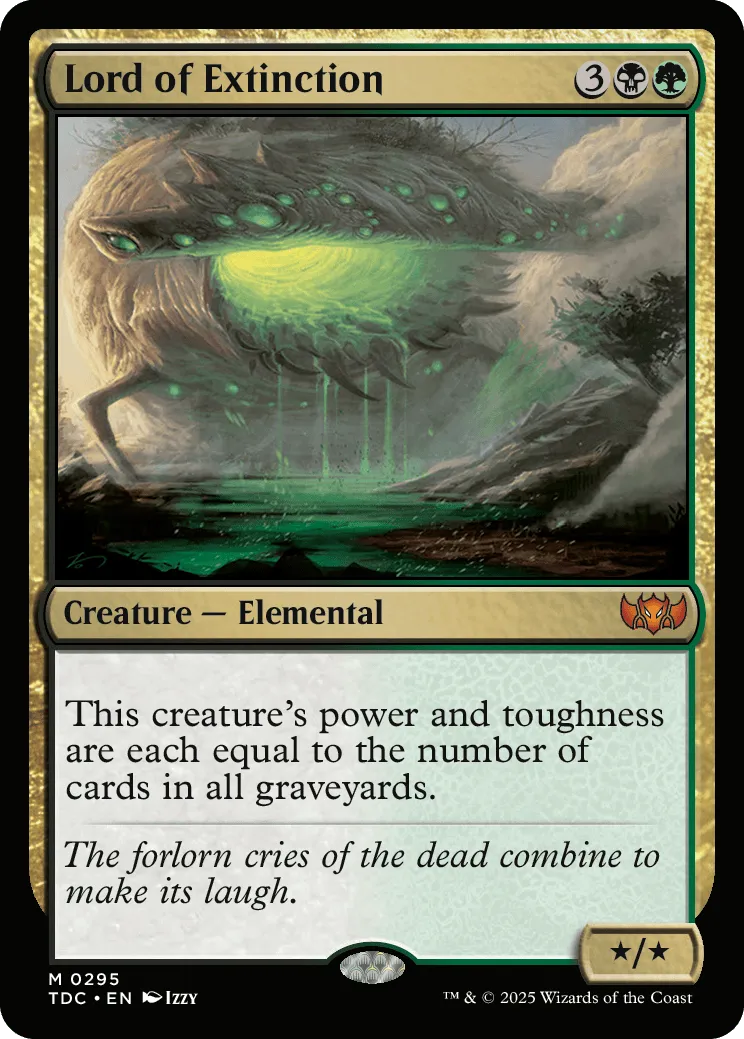 Lord of Extinction 3
Creature — Elemental
This creature's power and toughness
are each equal to the number of
cards in all graveyards.
The forlorn cries of the dead combine to
make its laugh.
★/★
M 0295
TDC • EN Izzy
™ & © 2025 Wizards of the Coast